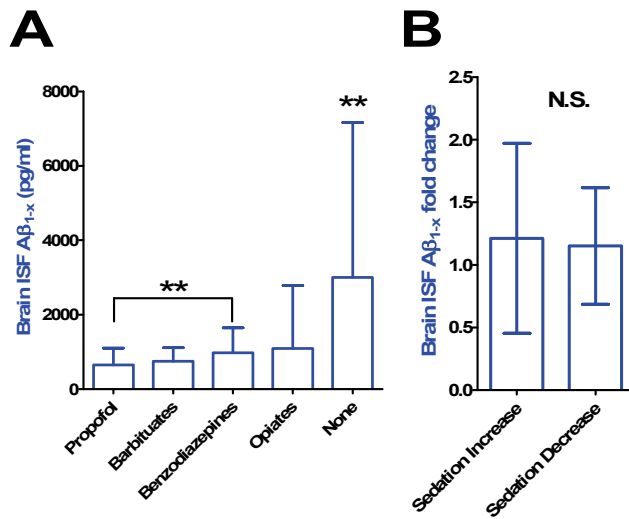 A
Brain ISF Aβ1-x (pg/ml)
8000
6000
4000
2000
0
**
**
Propofol
Barbituates
Benzodiazepines
Opiates
None
B
Brain ISF Aβ1-x fold change
2.5
2.0
1.5
1.0
0.5
0.0
N.S.
Sedation Increase
Sedation Decrease